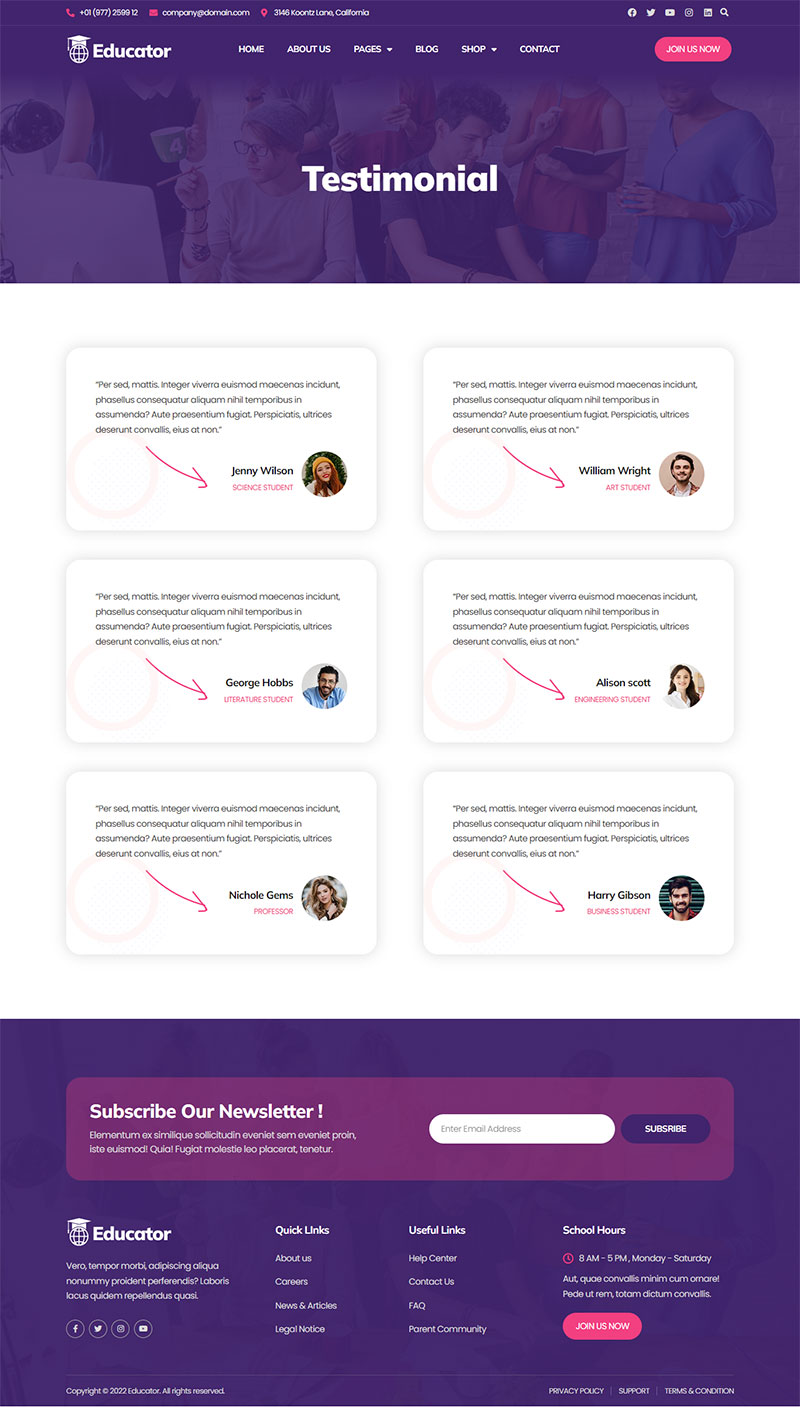 +01 (977) 2599 12 company@domain.com 3146 Koontz Lane, California
Educator HOME ABOUT US PAGES BLOG SHOP CONTACT JOIN US NOW
4
Testimonial
“Per sed, mattis. Integer viverra euismod maecenas incidunt,
phasellus consequatur aliquam nihil temporibus in
assumenda? Aute praesentium fugiat. Perspiciatis, ultrices
deserunt convallis, eius at non.”
Jenny Wilson
SCIENCE STUDENT
“Per sed, mattis. Integer viverra euismod maecenas incidunt,
phasellus consequatur aliquam nihil temporibus in
assumenda? Aute praesentium fugiat. Perspiciatis, ultrices
deserunt convallis, eius at non.”
William Wright
ART STUDENT
“Per sed, mattis. Integer viverra euismod maecenas incidunt,
phasellus consequatur aliquam nihil temporibus in
assumenda? Aute praesentium fugiat. Perspiciatis, ultrices
deserunt convallis, eius at non.”
George Hobbs
LITERATURE STUDENT
“Per sed, mattis. Integer viverra euismod maecenas incidunt,
phasellus consequatur aliquam nihil temporibus in
assumenda? Aute praesentium fugiat. Perspiciatis, ultrices
deserunt convallis, eius at non.”
Alison scott
ENGINEERING STUDENT
“Per sed, mattis. Integer viverra euismod maecenas incidunt,
phasellus consequatur aliquam nihil temporibus in
assumenda? Aute praesentium fugiat. Perspiciatis, ultrices
deserunt convallis, eius at non.”
Nichole Gems
PROFESSOR
“Per sed, mattis. Integer viverra euismod maecenas incidunt,
phasellus consequatur aliquam nihil temporibus in
assumenda? Aute praesentium fugiat. Perspiciatis, ultrices
deserunt convallis, eius at non.”
Harry Gibson
BUSINESS STUDENT
Subscribe Our Newsletter !
Elementum ex similique sollicitudin eveniet sem eveniet proin,
iste euismod! Quia! Fugiat molestie leo placerat, tenetur.
Enter Email Address SUBSRIBE
Educator
Vero, tempor morbi, adipiscing aliqua
nonummy proident perferendis? Laboris
lacus quidem repellendus quasi.
Quick LInks
About us
Careers
News & Articles
Legal Notice
Useful Links
Help Center
Contact Us
FAQ
Parent Community
School Hours
8 AM - 5 PM , Monday - Saturday
Aut, quae convallis minim cum ornare!
Pede ut rem, totam dictum convallis.
JOIN US NOW
Copyright © 2022 Educator. All rights reserved. PRIVACY POLICY SUPPORT TERMS & CONDITION